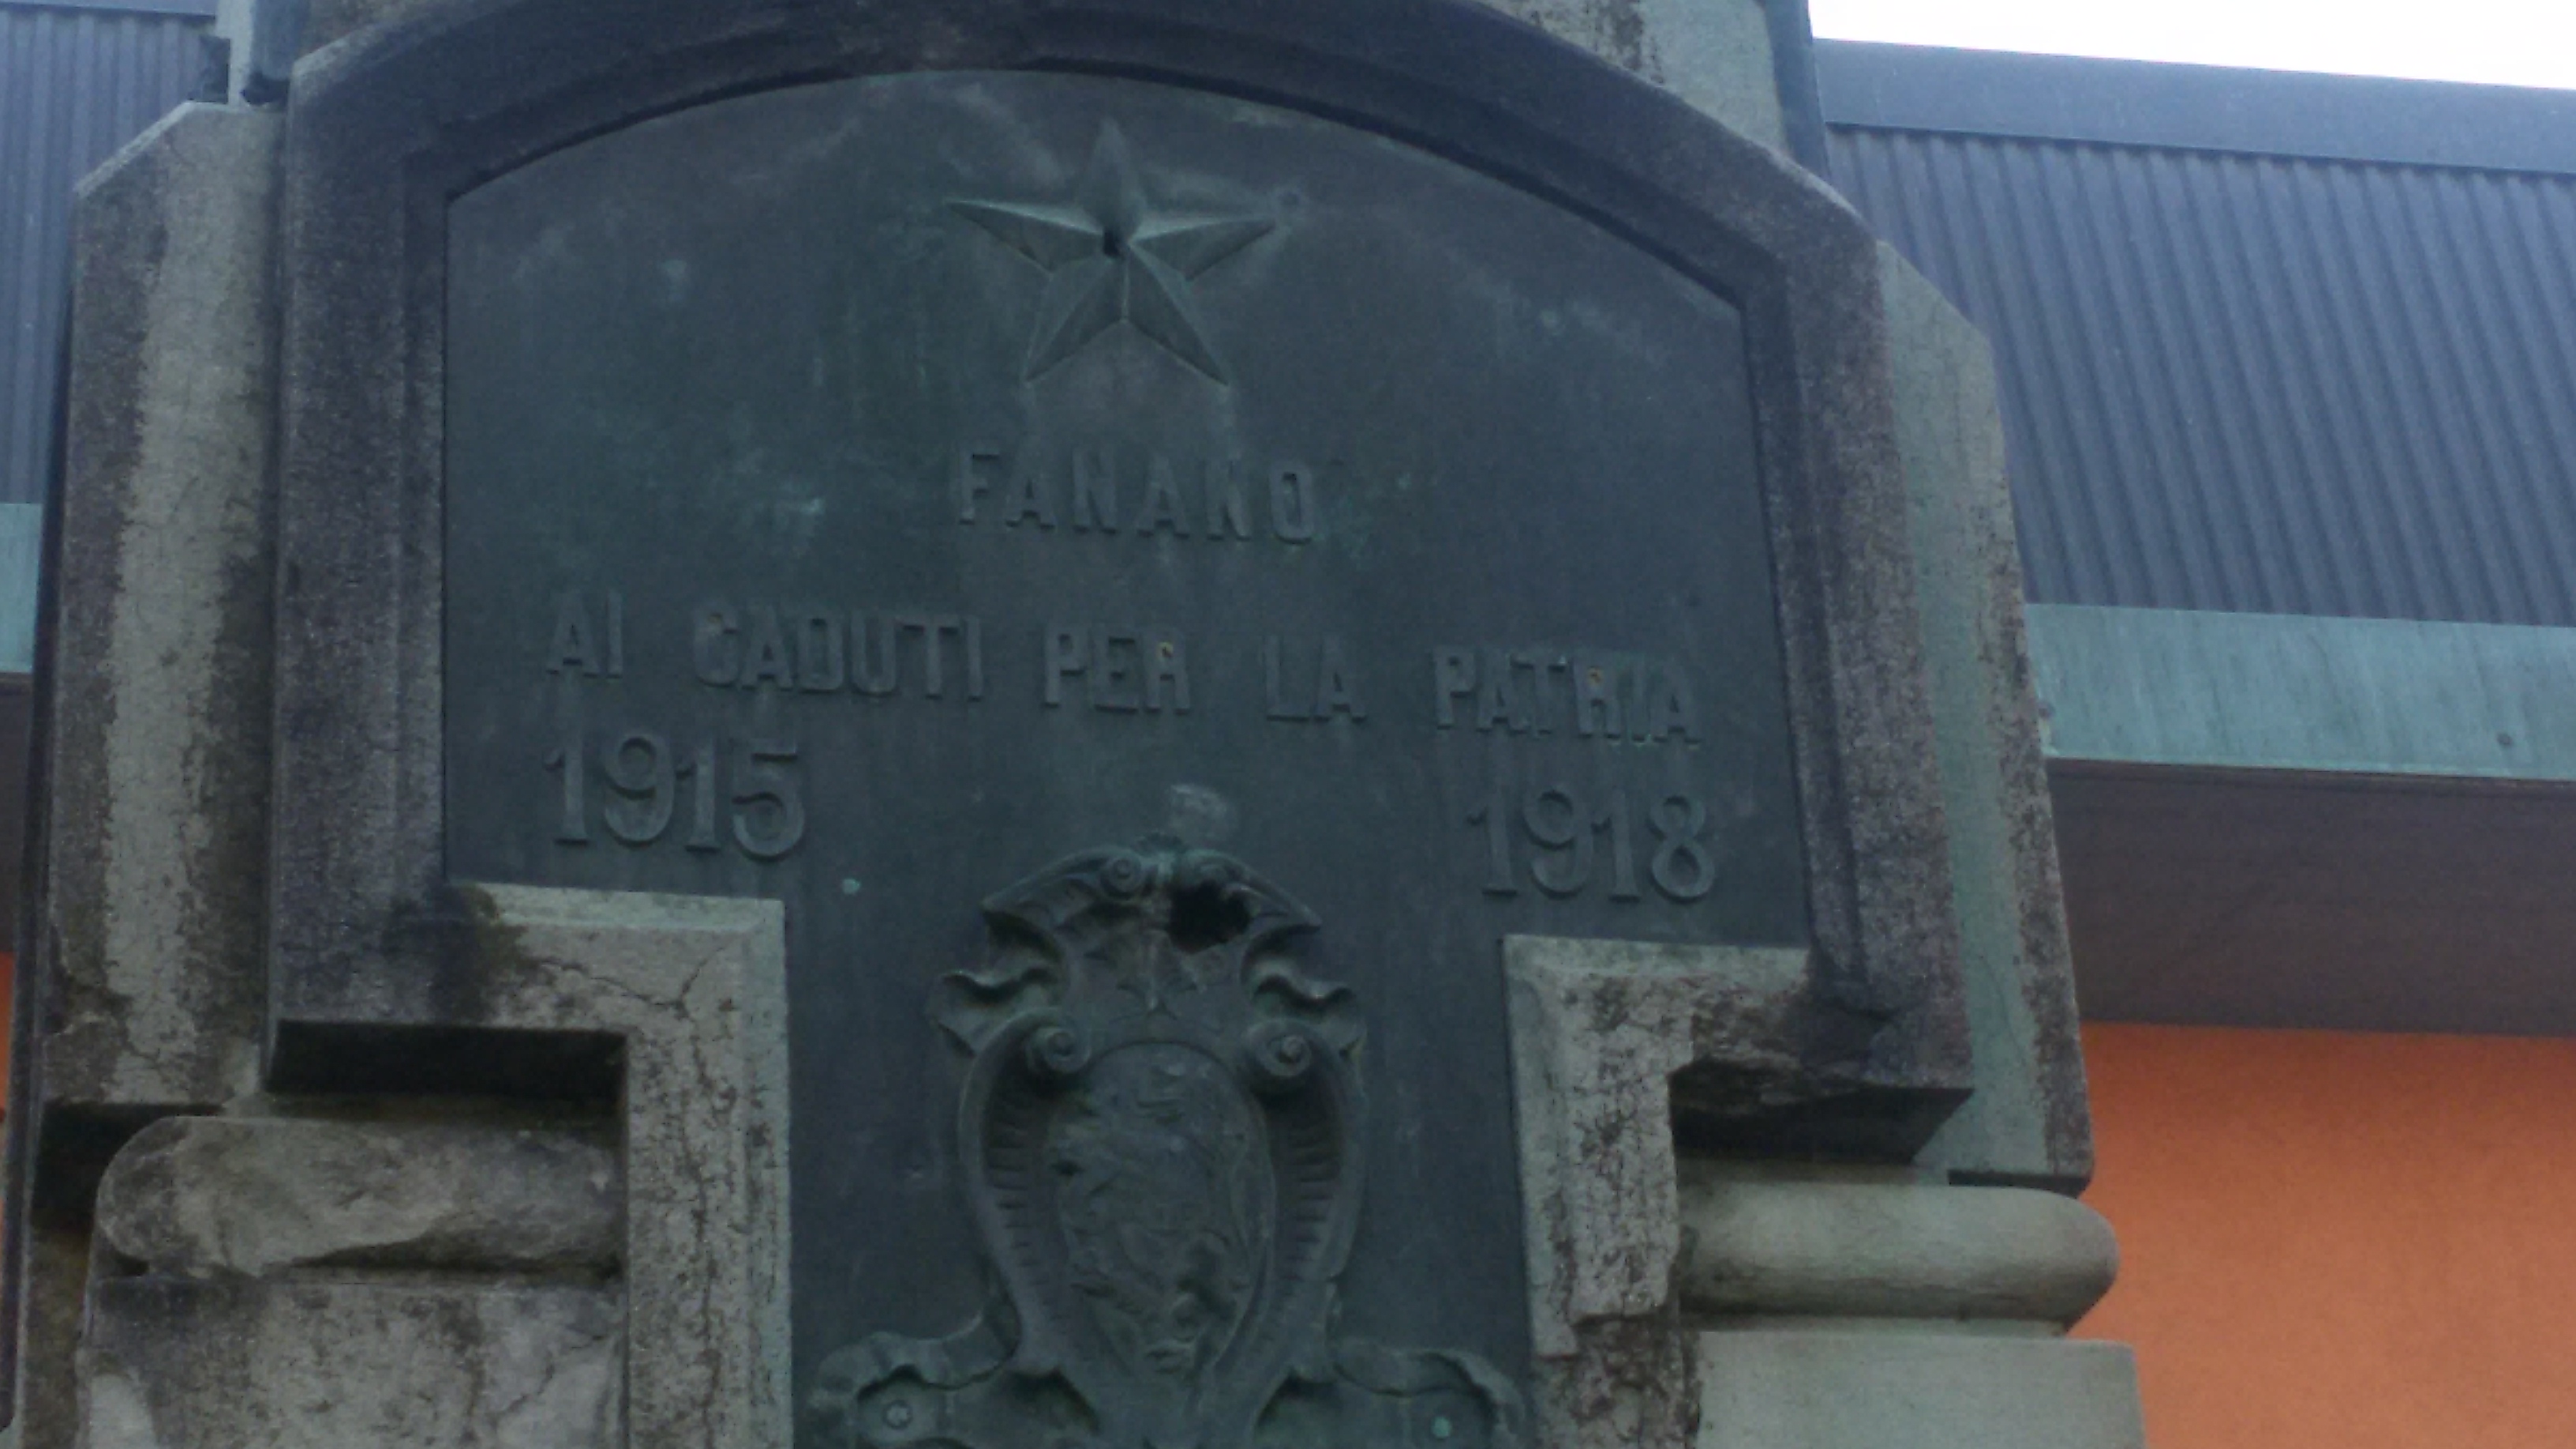 FANANO
AI CADUTI PER LA PATRIA
1915 1918